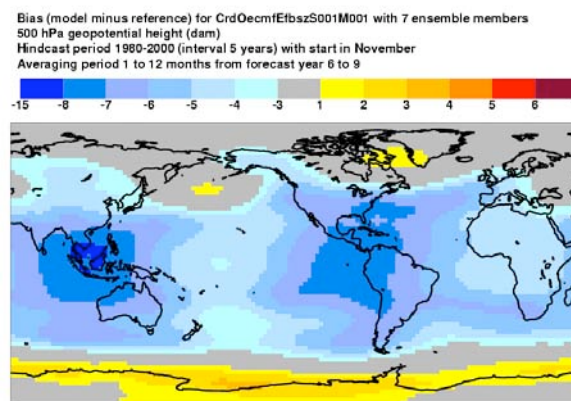 Bias (model minus reference) for CrdOecmfEfbszS001M001 with 7 ensemble members
500 hPa geopotential height (dam)
Hindcast period 1980-2000 (interval 5 years) with start in November
Averaging period 1 to 12 months from forecast year 6 to 9
-15 -8 -7 -6 -5 -4 -3 1 2 3 4 5 6